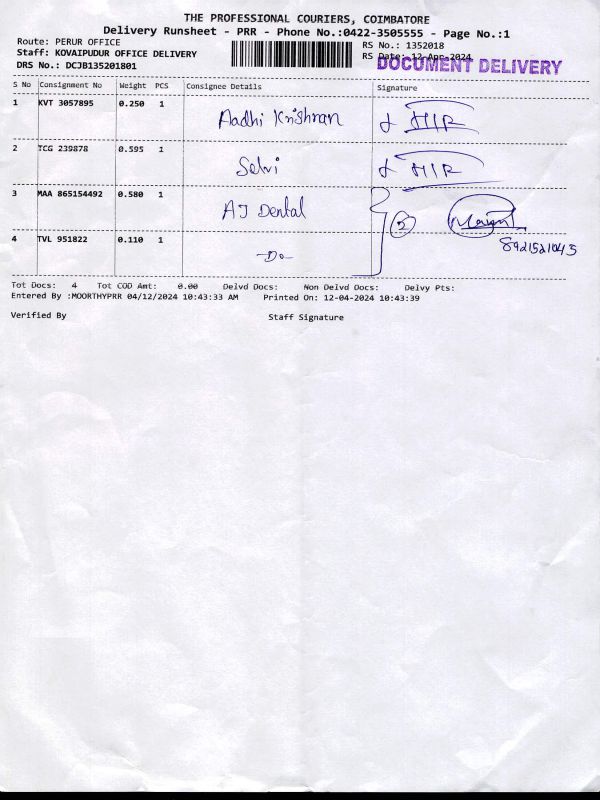 THE PROFESSIONAL COURIERS, COIMBATORE
Delivery Runsheet - PRR - Phone No.:0422-3505555 - Page No.:1
Route: PERUR OFFICE
RS No.: 1352018
Staff: KOVAIPUDUR OFFICE DELIVERY
RS Date: 12-Apr-2024
DOCUMENT DELIVERY
DRS No.: DCJB135201801
S No Consignment No Weight PCS Consignee Details Signature
1 KVT 3057895 0.250 1 Aadhi Krishnan
2 TCG 239878 0.595 1 Selvi
3 MAA 865154492 0.580 1 AJ Dental 2
8921521045
4 TVL 951822 0.110 1 -Do-
Tot Docs: 4 Tot COD Amt: 0.00 Delvd Docs: Non Delvd Docs: Delvy Pts:
Entered By :MOORTHYPRR 04/12/2024 10:43:33 AM Printed On: 12-04-2024 10:43:39
Verified By Staff Signature